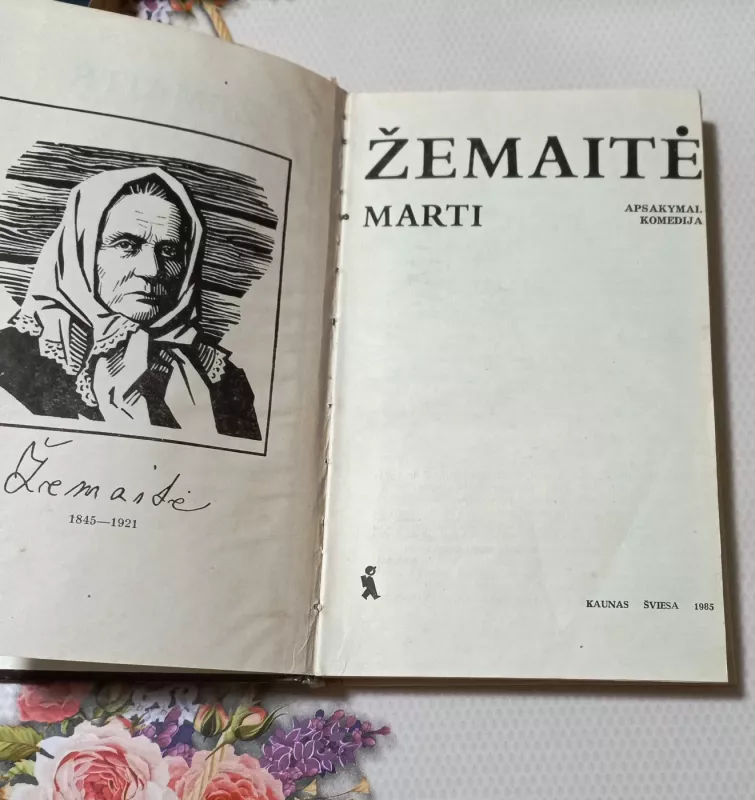 Žemaitė
1845—1921
ŽEMAITĖ
MARTI
APSAKYMAI,
KOMEDIJA
KAUNAS ŠVIESA 1985